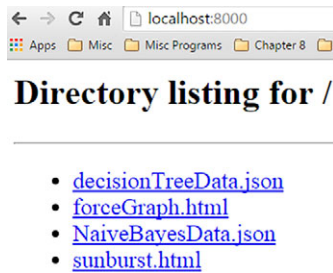 localhost:8000
Apps Misc Misc Programs Chapter 8
Directory listing for /
decisionTreeData.json
forceGraph.html
NaiveBayesData.json
sunburst.html